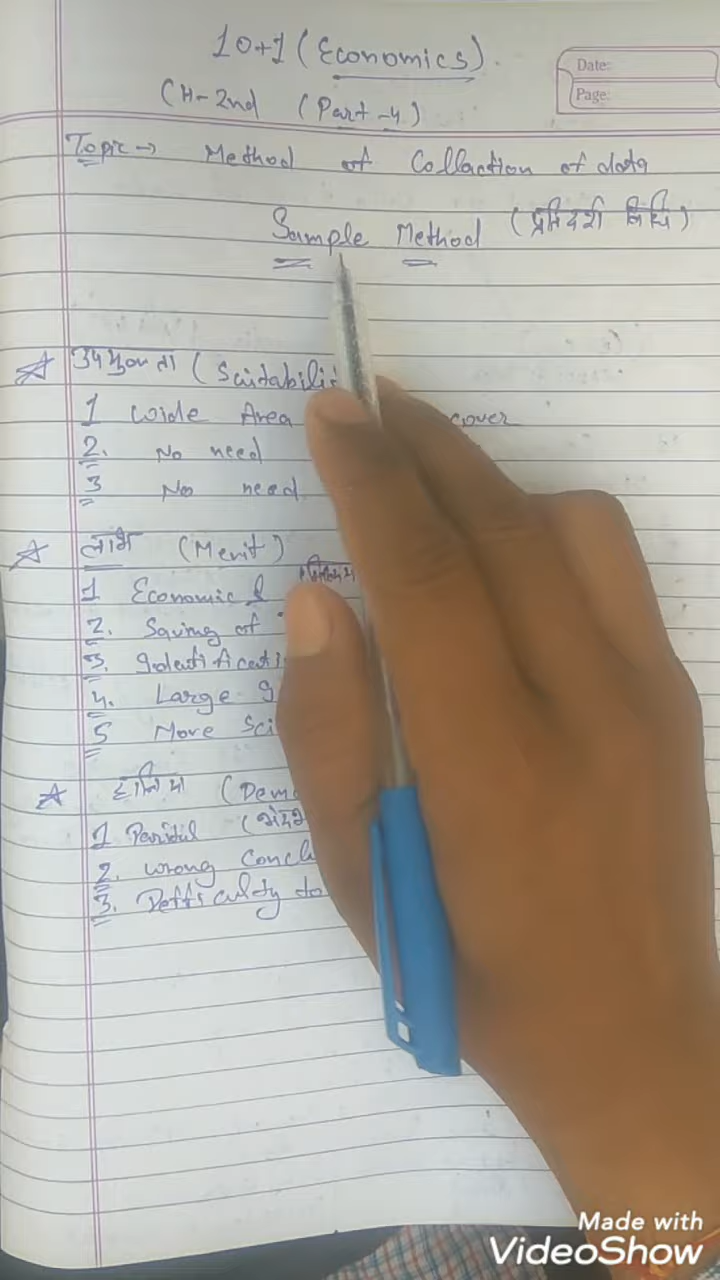 10+1 (Economics)
Date:
Page:
CH-2nd (Part-4)
Topic→ Method of Collection of data
Sample Method (प्रतिदर्श विधि)
उपयुक्तता (Suitabili
1 Wide Area cover
2. No need
3 No need
लाभ (Merit)
1 Economical
2. Saving of
3. Identificati
4. Large
5 More Sci
हानिया (Dem
1 Partial
2. Wrong Concl
3. Defficulty to
Made with
VideoShow